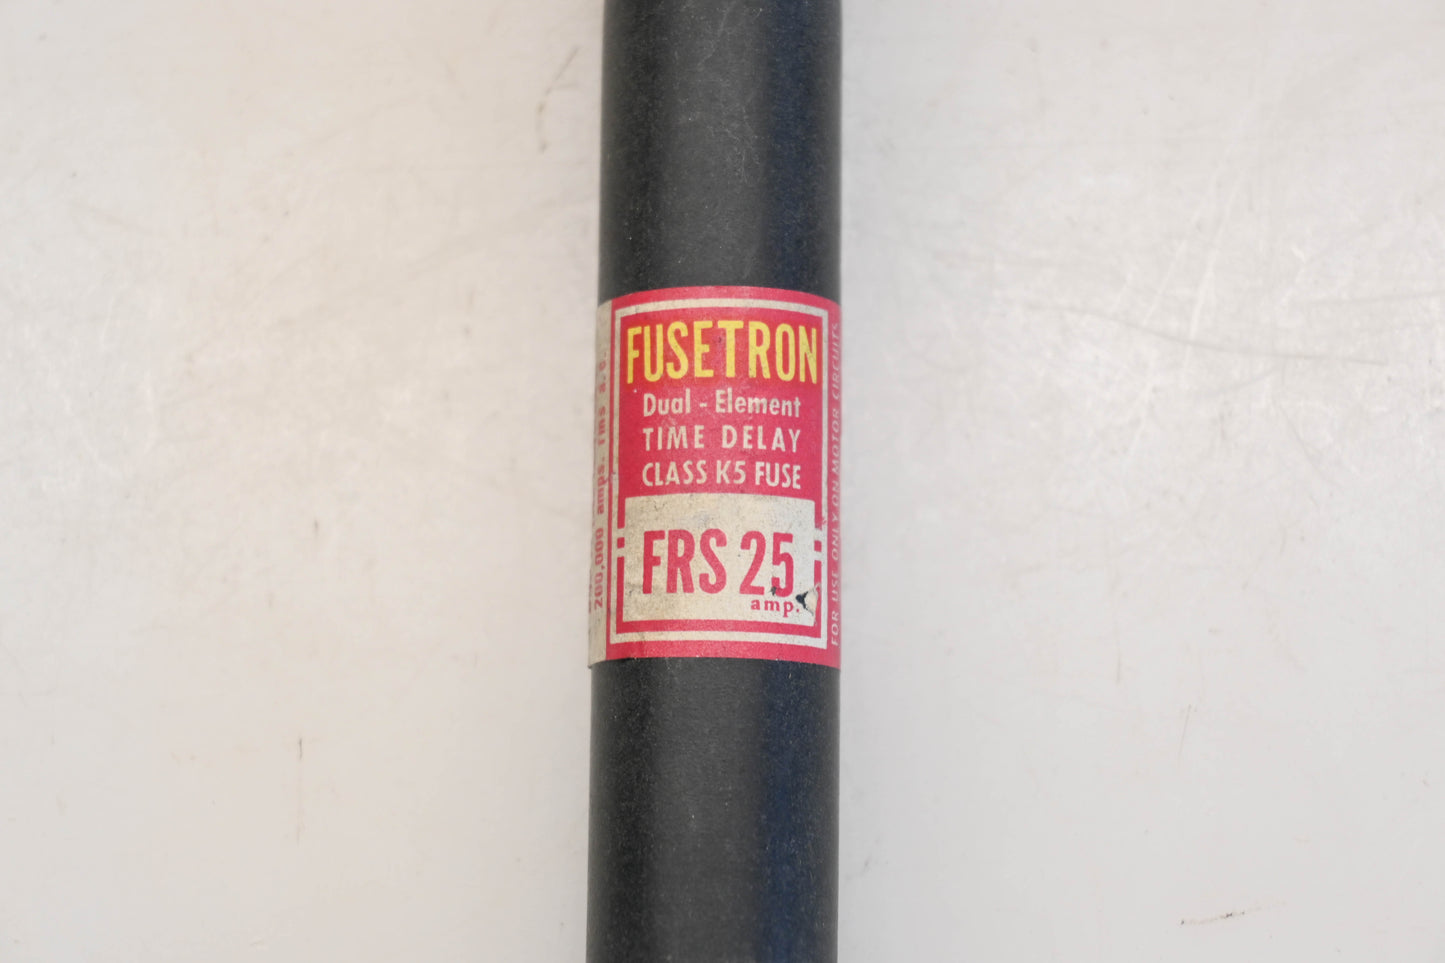 FUSETRON
Dual - Element
TIME DELAY
CLASS K5 FUSE
FRS 25
amp.
FOR USE ONLY ON MOTOR CIRCUITS
200,000 amps. rms a.c.